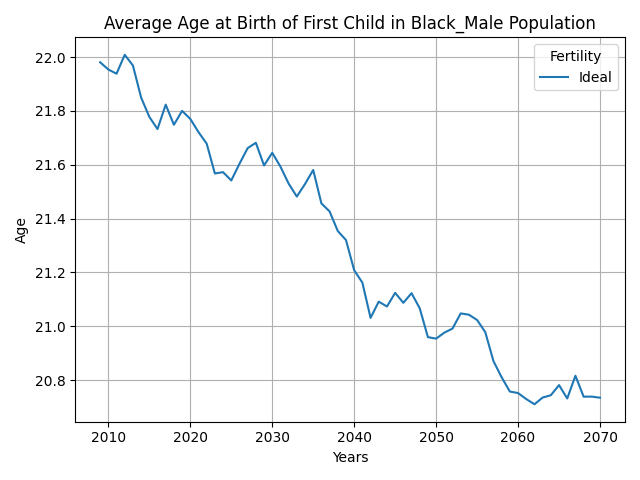 Average Age at Birth of First Child in Black_Male Population
Fertility
Ideal
22.0
21.8
21.6
21.4
21.2
21.0
20.8
Age
2010 2020 2030 2040 2050 2060 2070
Years